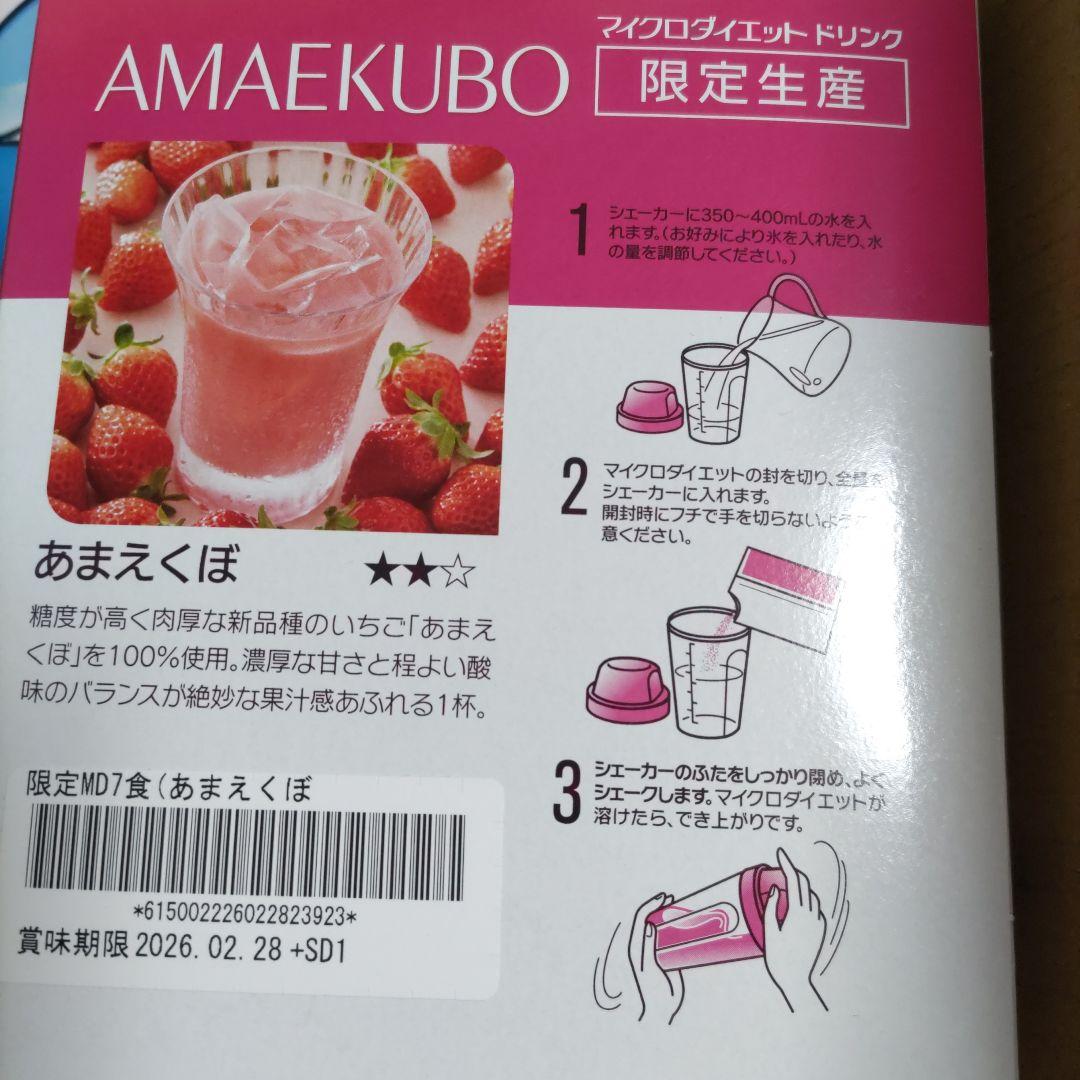 AMAEKUBO
マイクロダイエット ドリンク
限定生産
1
シェーカーに350〜400mLの水を入
れます。(お好みにより氷を入れたり、水
の量を調節してください。)
2
マイクロダイエットの封を切り、全量を
シェーカーに入れます。
開封時にフチで手を切らないよう
意ください。
3
シェーカーのふたをしっかり閉め、よく
シェークします。マイクロダイエットが
溶けたら、でき上がりです。
あまえくぼ ★★☆
糖度が高く肉厚な新品種のいちご「あまえ
くぼ」を100%使用。濃厚な甘さと程よい酸
味のバランスが絶妙な果汁感あふれる1杯。
限定MD7食(あまえくぼ
*615002226022823923*
賞味期限 2026.02.28 +SD1